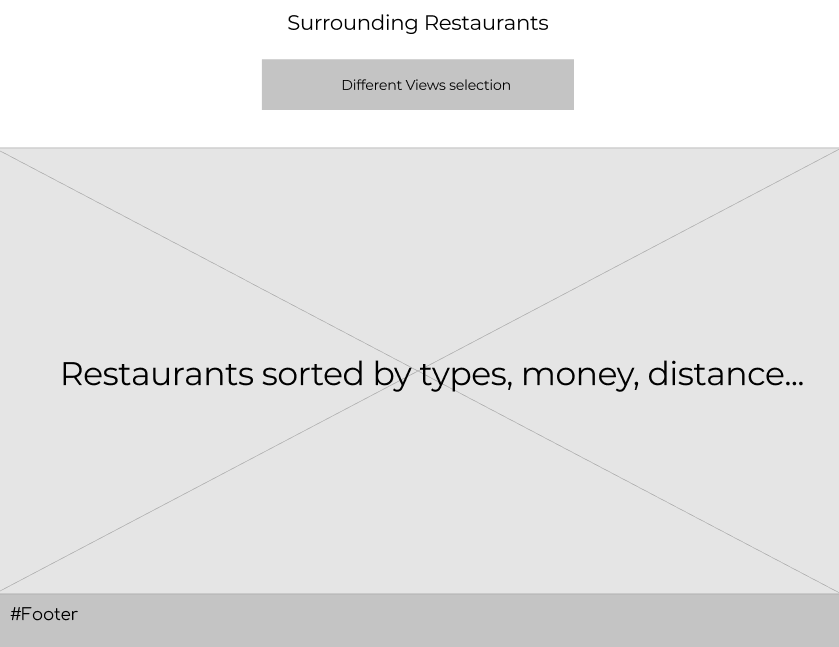 Surrounding Restaurants
Different Views selection
Restaurants sorted by types, money, distance...
#Footer